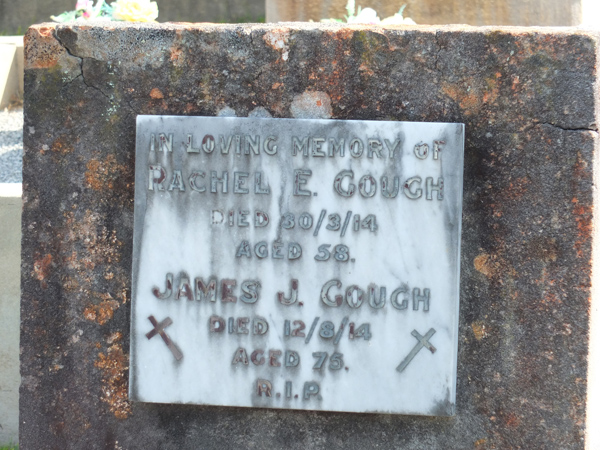 IN LOVING MEMORY OF
RACHEL E. GOUGH
DIED 30/3/14
AGED 58.
JAMES J. GOUGH
DIED 12/8/14
AGED 75.
R.I.P.